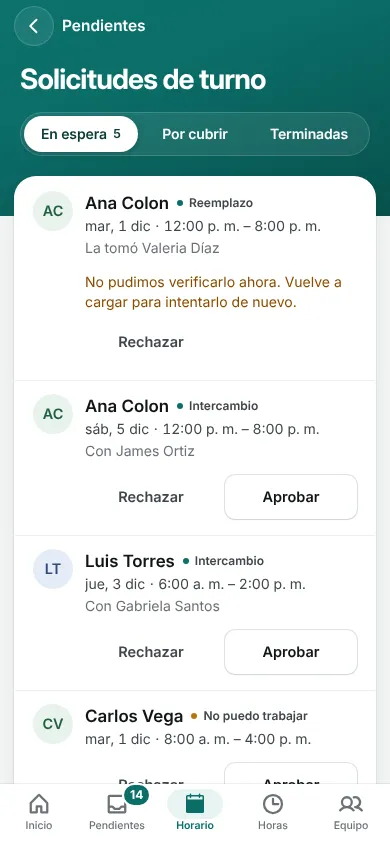 Pendientes
Solicitudes de turno
En espera 5 Por cubrir Terminadas
AC Ana Colon • Reemplazo
mar, 1 dic · 12:00 p. m. – 8:00 p. m.
La tomó Valeria Díaz
No pudimos verificarlo ahora. Vuelve a
cargar para intentarlo de nuevo.
Rechazar
AC Ana Colon • Intercambio
sáb, 5 dic · 12:00 p. m. – 8:00 p. m.
Con James Ortiz
Rechazar Aprobar
LT Luis Torres • Intercambio
jue, 3 dic · 6:00 a. m. – 2:00 p. m.
Con Gabriela Santos
Rechazar Aprobar
CV Carlos Vega • No puedo trabajar
mar, 1 dic · 8:00 a. m. – 4:00 p. m.
Rechazar Aprobar
14
Inicio Pendientes Horario Horas Equipo